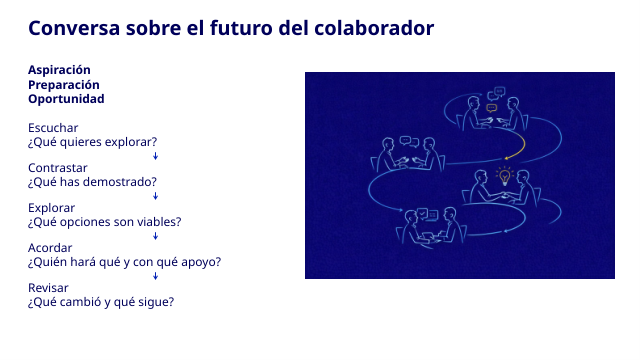 Conversa sobre el futuro del colaborador
Aspiración
Preparación
Oportunidad
Escuchar
¿Qué quieres explorar?
Contrastar
¿Qué has demostrado?
Explorar
¿Qué opciones son viables?
Acordar
¿Quién hará qué y con qué apoyo?
Revisar
¿Qué cambió y qué sigue?